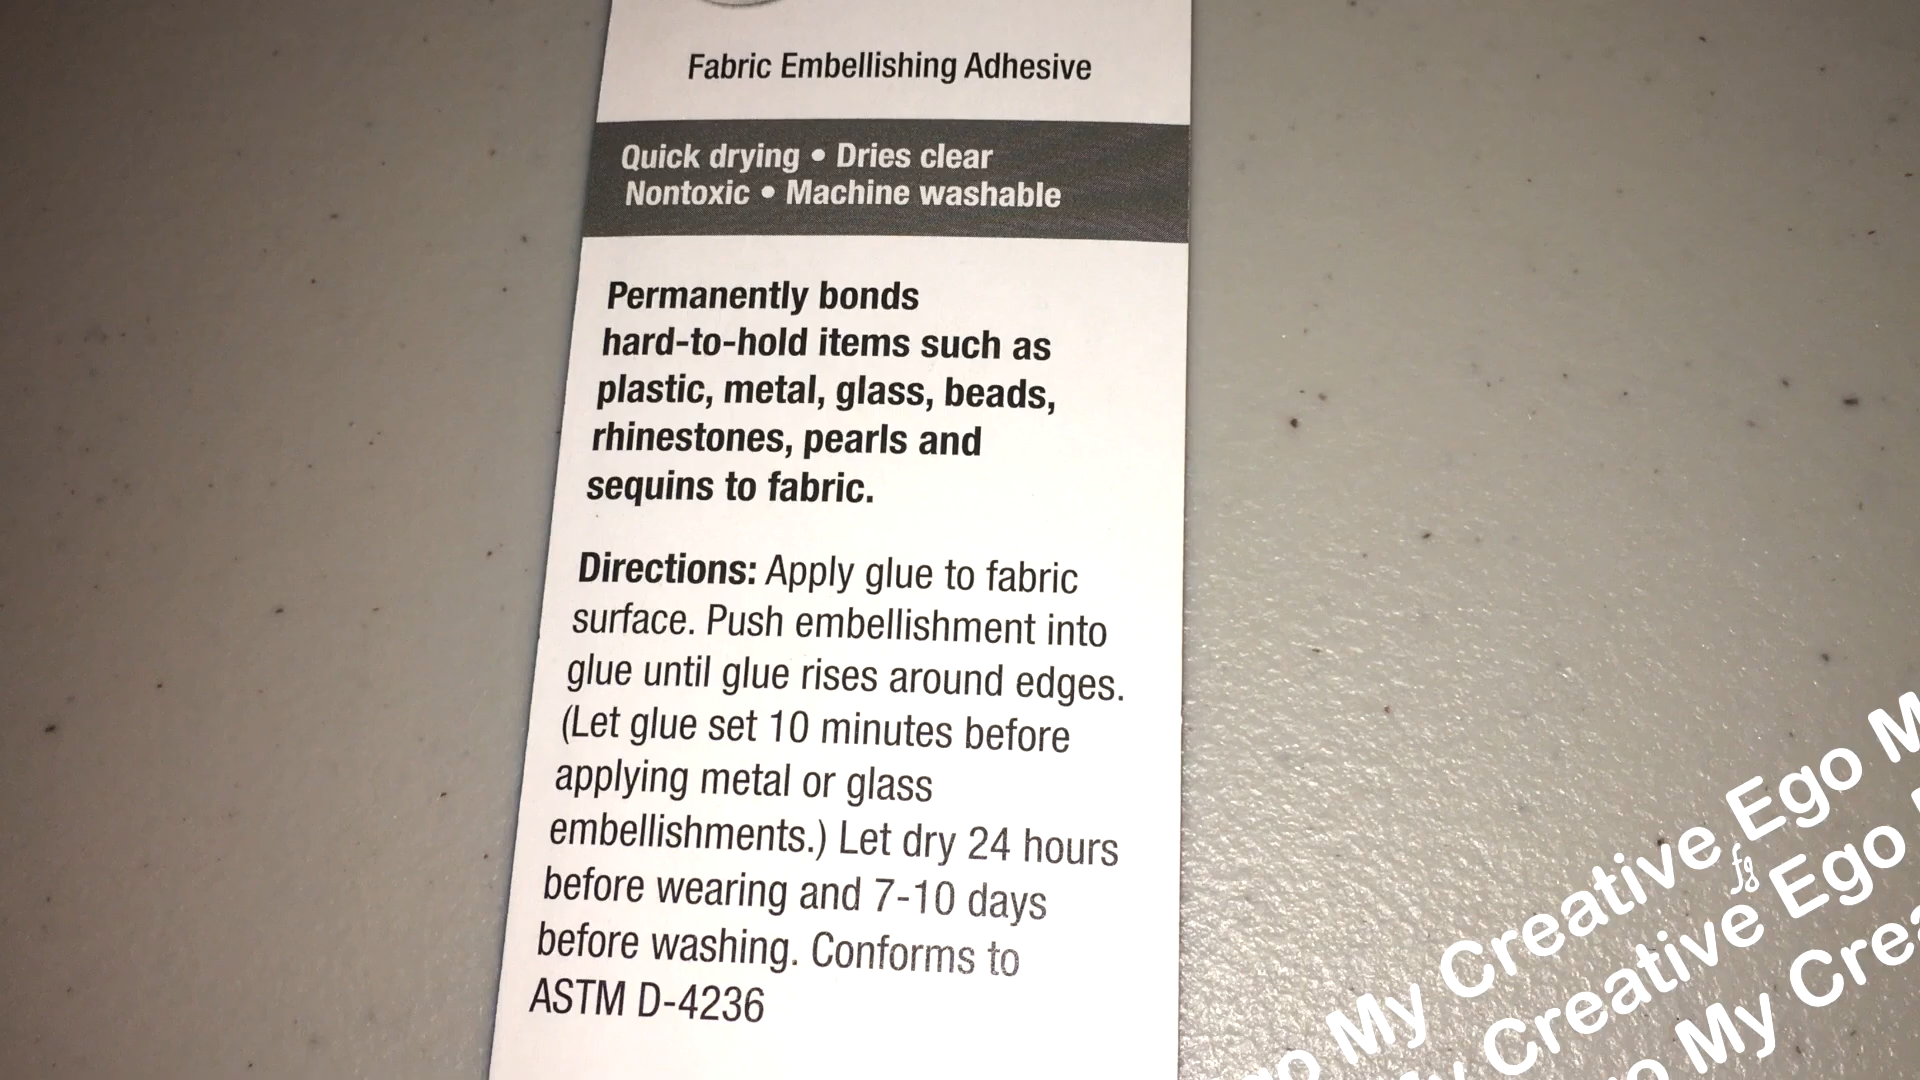 Fabric Embellishing Adhesive
Quick drying • Dries clear
Nontoxic • Machine washable
Permanently bonds
hard-to-hold items such as
plastic, metal, glass, beads,
rhinestones, pearls and
sequins to fabric.
Directions: Apply glue to fabric
surface. Push embellishment into
glue until glue rises around edges.
(Let glue set 10 minutes before
applying metal or glass
embellishments.) Let dry 24 hours
before wearing and 7-10 days
before washing. Conforms to
ASTM D-4236
My Creative Ego
fg
My Creative Ego
My